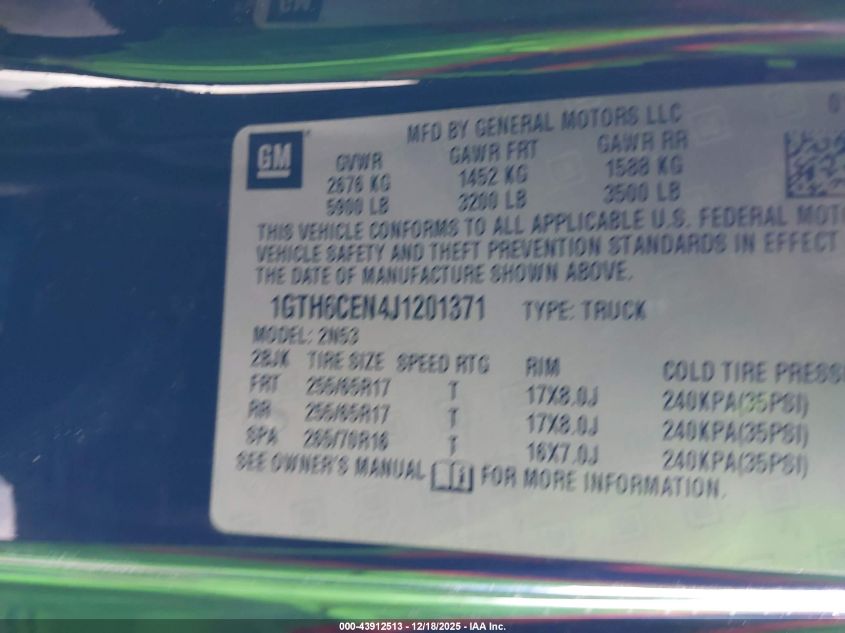 GM
MFD BY GENERAL MOTORS LLC
GVWR GAWR FRT GAWR RR
2676 KG 1452 KG 1588 KG
5900 LB 3200 LB 3500 LB
THIS VEHICLE CONFORMS TO ALL APPLICABLE U.S. FEDERAL MOT
VEHICLE SAFETY AND THEFT PREVENTION STANDARDS IN EFFECT
THE DATE OF MANUFACTURE SHOWN ABOVE.
1GTH6CEN4J1201371 TYPE: TRUCK
MODEL: 2N53
28JK TIRE SIZE SPEED RTG RIM COLD TIRE PRESS
FRT 255/65R17 T 17X8.0J 240KPA(35PSI)
RR 255/65R17 T 17X8.0J 240KPA(35PSI)
SPA 265/70R16 T 16X7.0J 240KPA(35PSI)
SEE OWNER'S MANUAL FOR MORE INFORMATION.
000-43912513 - 12/18/2025 - IAA Inc.